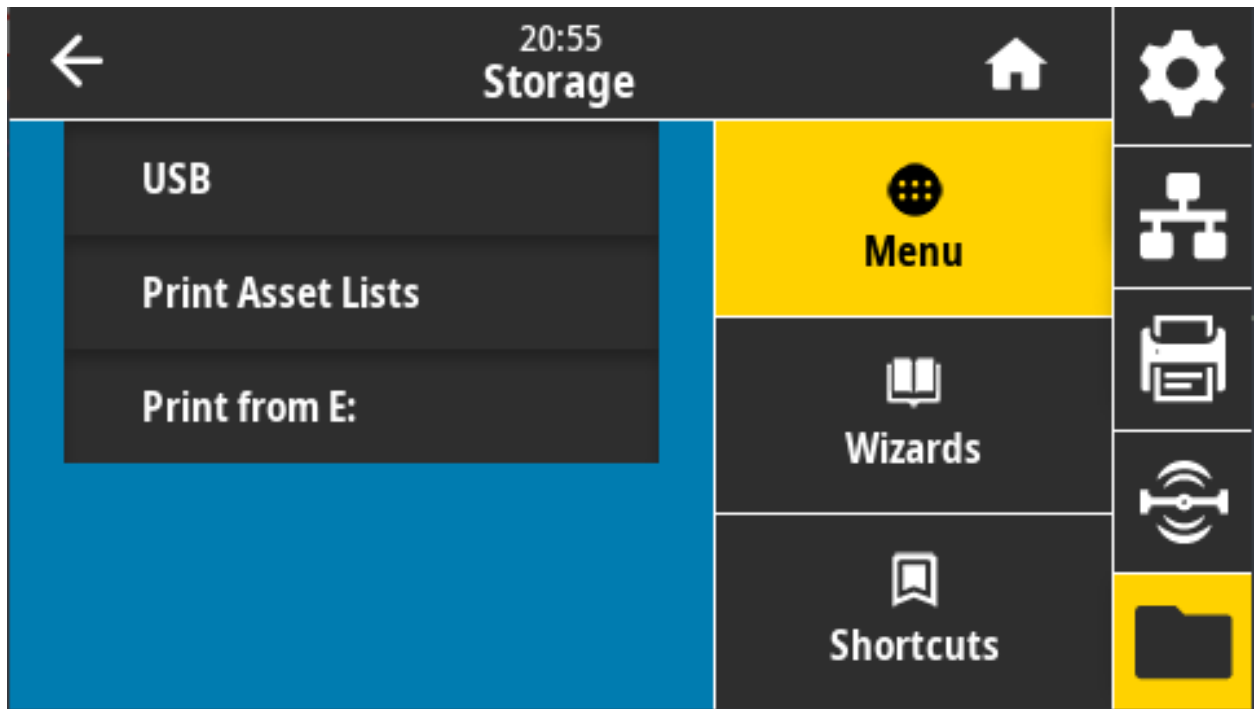 20:55
Storage
USB
Print Asset Lists
Print from E:
Menu
Wizards
Shortcuts